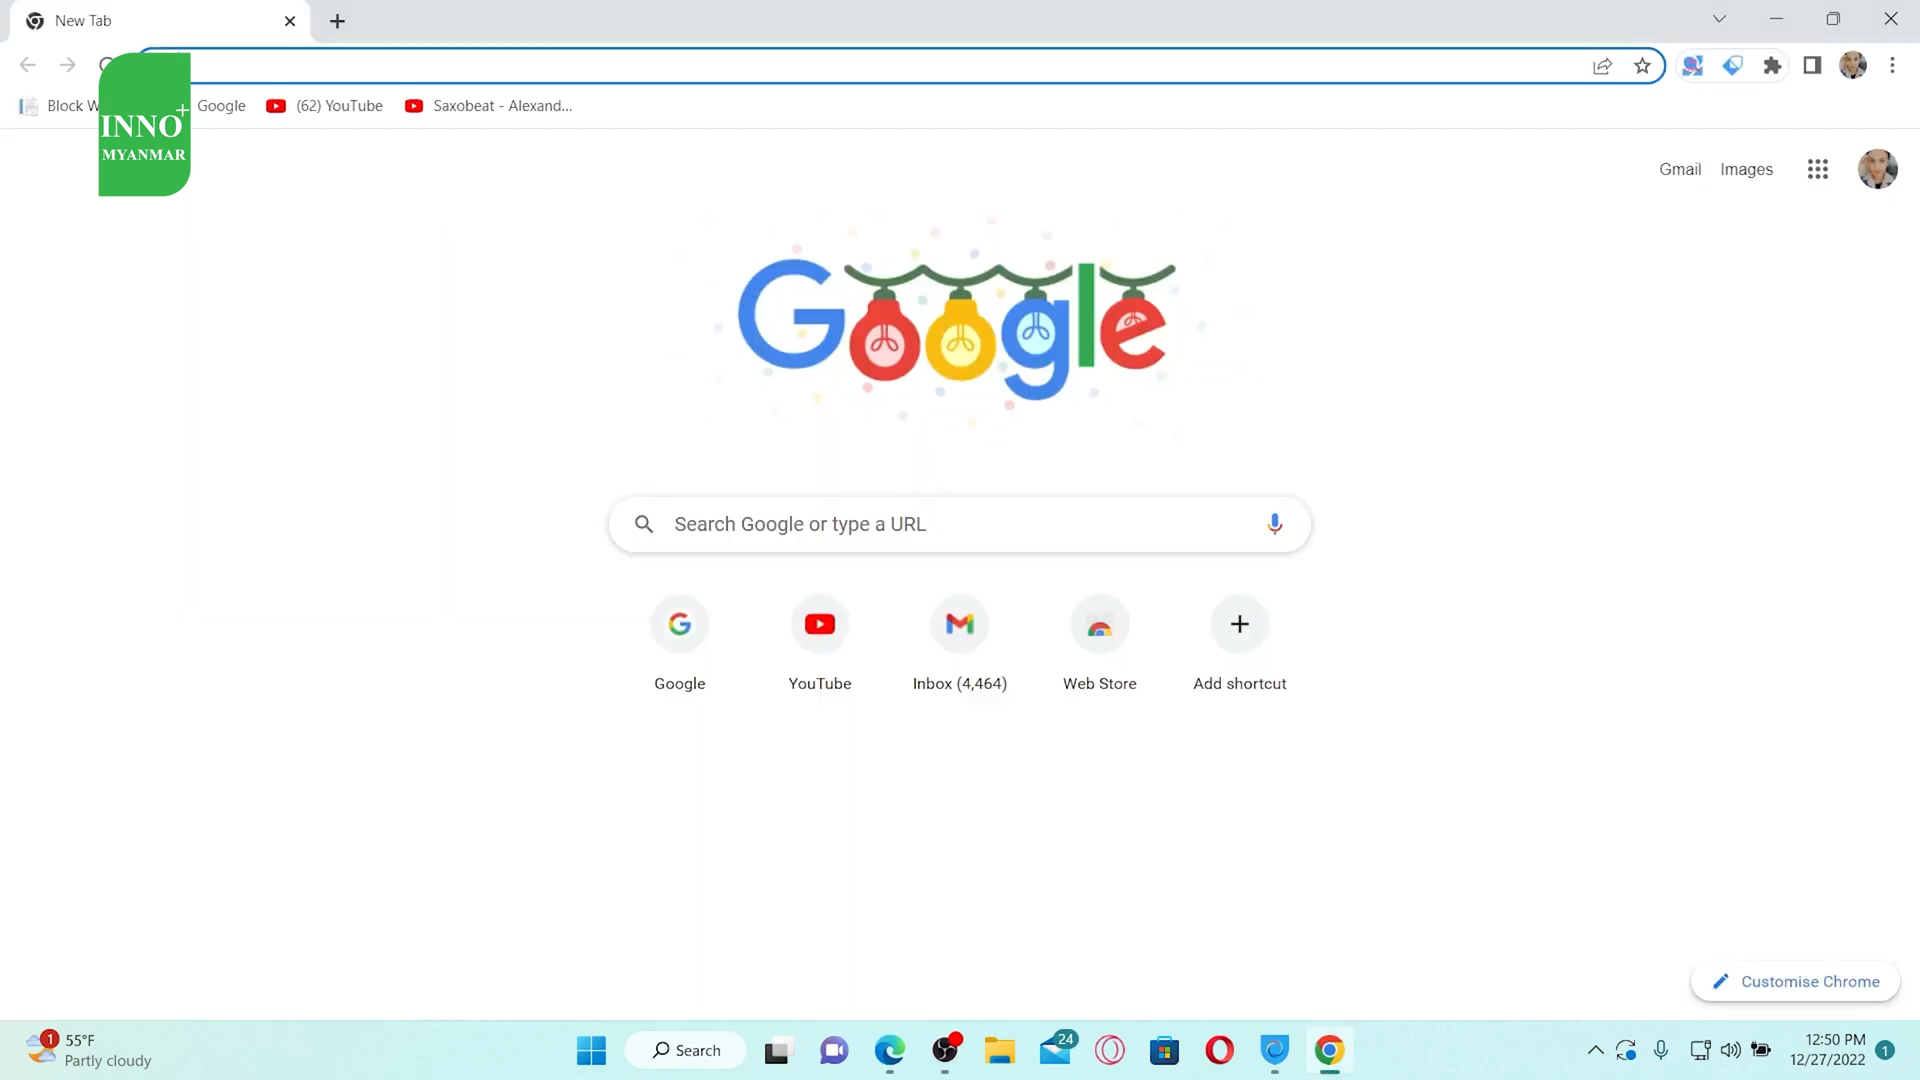 New Tab
Block W
Google
(62) YouTube
Saxobeat - Alexand...
INNO+
MYANMAR
Gmail
Images
Google
Search Google or type a URL
Google
YouTube
Inbox (4,464)
Web Store
Add shortcut
Customise Chrome
1
55°F
Partly cloudy
Search
24
12:50 PM
12/27/2022
1